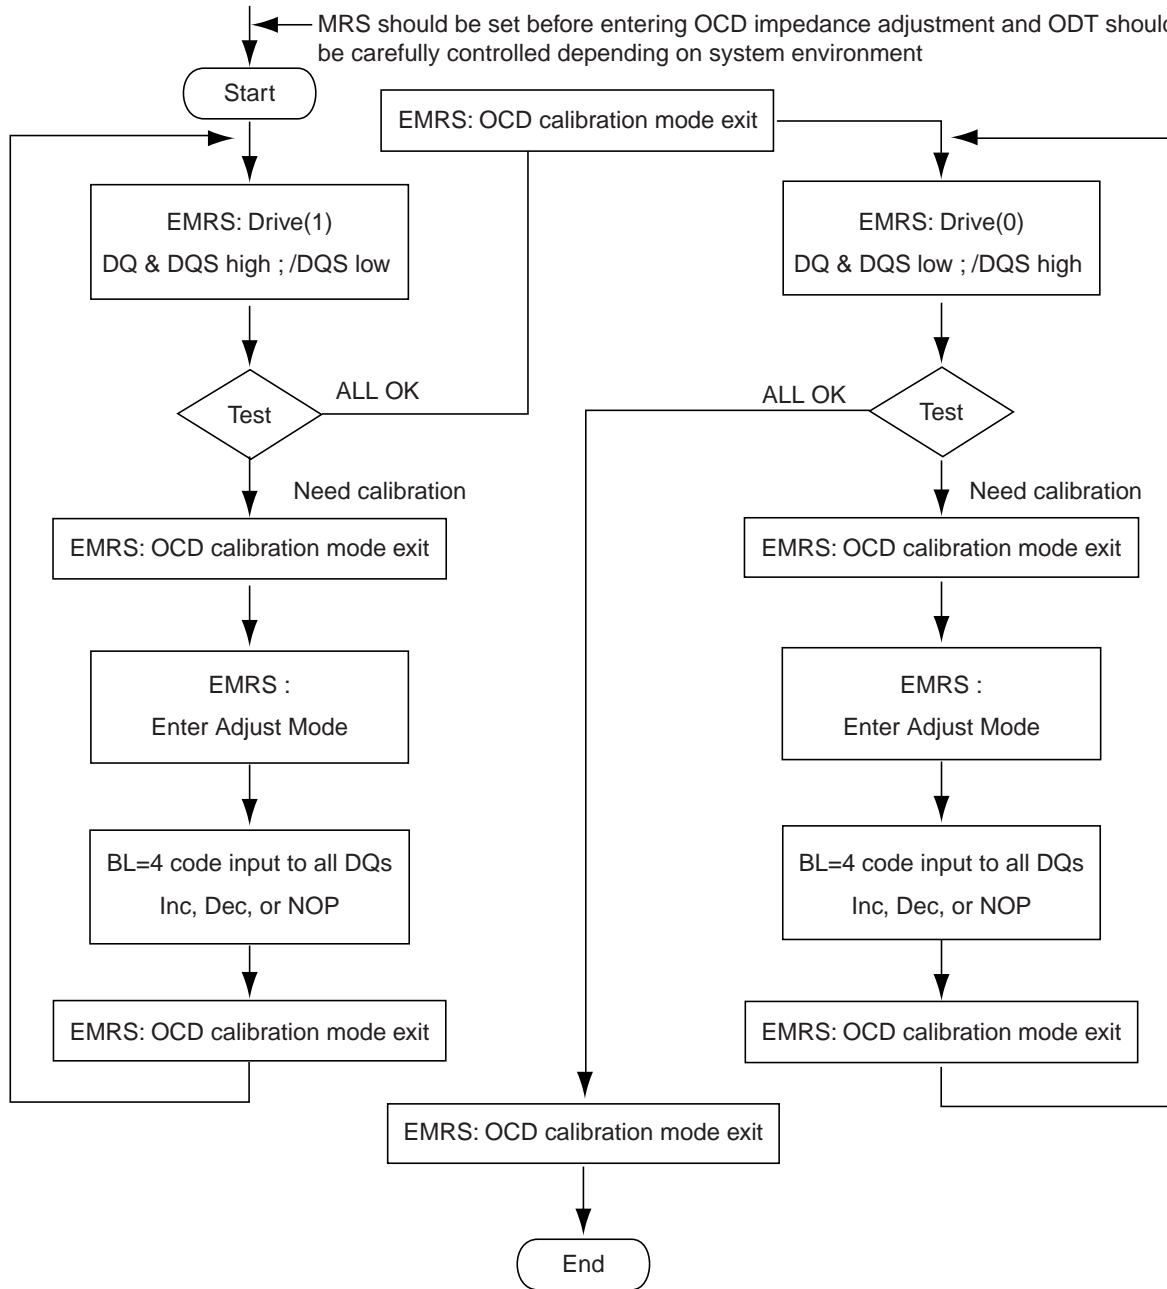 MRS should be set before entering OCD impedance adjustment and ODT should
be carefully controlled depending on system environment
Start
EMRS: OCD calibration mode exit
EMRS: Drive(1)
DQ & DQS high ; /DQS low
EMRS: Drive(0)
DQ & DQS low ; /DQS high
ALL OK
Test
ALL OK
Test
Need calibration
Need calibration
EMRS: OCD calibration mode exit
EMRS: OCD calibration mode exit
EMRS :
Enter Adjust Mode
EMRS :
Enter Adjust Mode
BL=4 code input to all DQs
Inc, Dec, or NOP
BL=4 code input to all DQs
Inc, Dec, or NOP
EMRS: OCD calibration mode exit
EMRS: OCD calibration mode exit
EMRS: OCD calibration mode exit
End